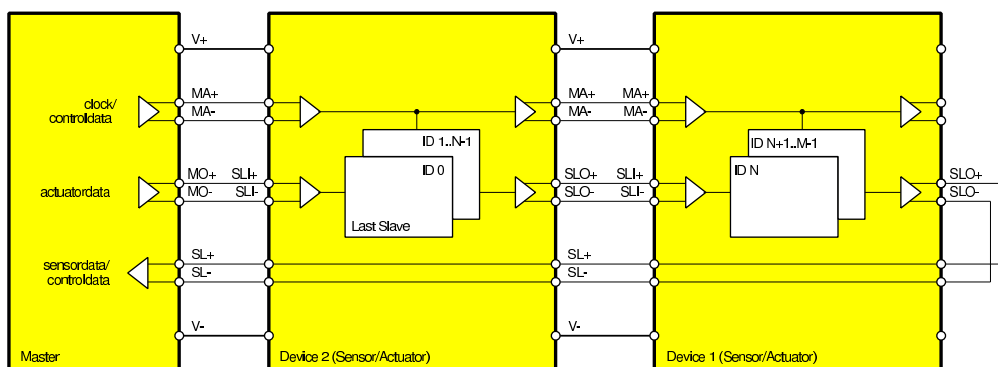 V+ V+
clock/ MA+ MA+ MA+
controldata MA- MA- MA-
ID 1..N-1 ID N+1..M-1
actuatordata MO+ SLI+ ID 0 SLO+ SLI+ ID N SLO+
MO- SLI- SLO- SLI- SLO-
Last Slave
sensordata/ SL+ SL+
controldata SL- SL-
V- V-
Master Device 2 (Sensor/Actuator) Device 1 (Sensor/Actuator)